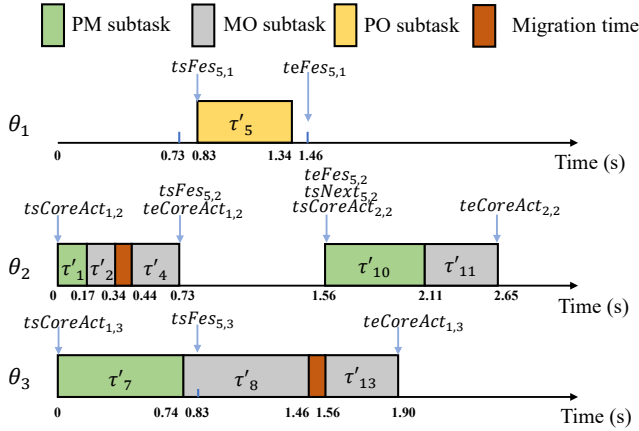 PM subtask MO subtask PO subtask Migration time
tsFes5,1 teFes5,1
θ1 τ′5
0 0.73 0.83 1.34 1.46
Time (s)
teFes5,2
tsFes5,2 tsNext5,2
tsCoreAct1,2 teCoreAct1,2 tsCoreAct2,2 teCoreAct2,2
θ2 τ′1 τ′2 τ′4 τ′10 τ′11
0 0.17 0.34 0.44 0.73 1.56 2.11 2.65
Time (s)
tsCoreAct1,3 tsFes5,3 teCoreAct1,3
θ3 τ′7 τ′8 τ′13
0 0.74 0.83 1.46 1.56 1.90
Time (s)